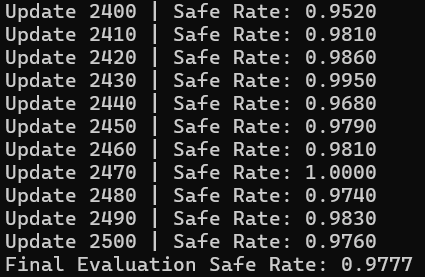 Update 2400 | Safe Rate: 0.9520
Update 2410 | Safe Rate: 0.9810
Update 2420 | Safe Rate: 0.9860
Update 2430 | Safe Rate: 0.9950
Update 2440 | Safe Rate: 0.9680
Update 2450 | Safe Rate: 0.9790
Update 2460 | Safe Rate: 0.9810
Update 2470 | Safe Rate: 1.0000
Update 2480 | Safe Rate: 0.9740
Update 2490 | Safe Rate: 0.9830
Update 2500 | Safe Rate: 0.9760
Final Evaluation Safe Rate: 0.9777